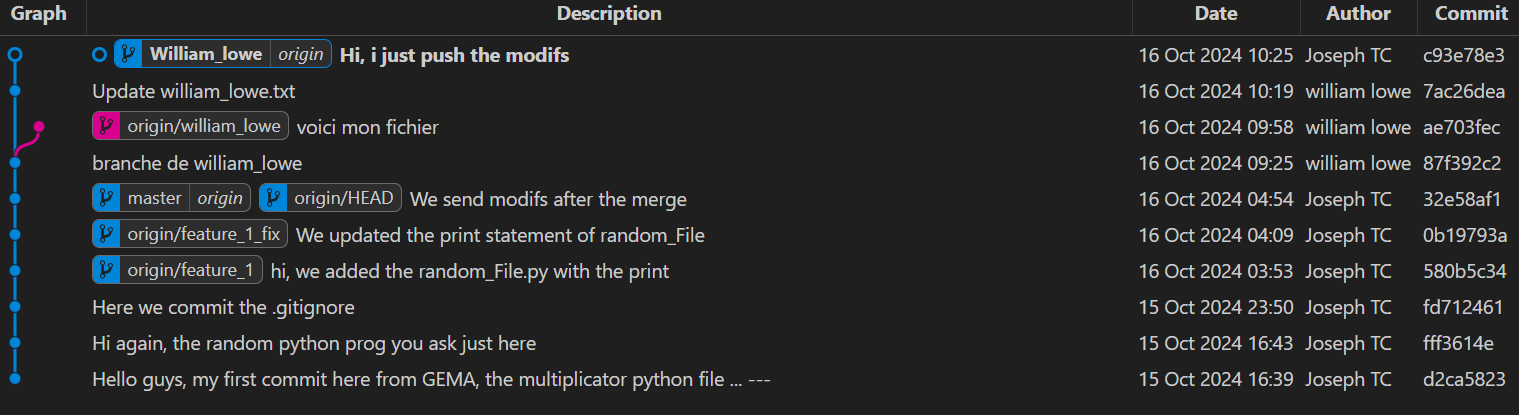 Graph Description Date Author Commit
William_lowe origin Hi, i just push the modifs 16 Oct 2024 10:25 Joseph TC c93e78e3
Update william_lowe.txt 16 Oct 2024 10:19 william lowe 7ac26dea
origin/william_lowe voici mon fichier 16 Oct 2024 09:58 william lowe ae703fec
branche de william_lowe 16 Oct 2024 09:25 william lowe 87f392c2
master origin origin/HEAD We send modifs after the merge 16 Oct 2024 04:54 Joseph TC 32e58af1
origin/feature_1_fix We updated the print statement of random_File 16 Oct 2024 04:09 Joseph TC 0b19793a
origin/feature_1 hi, we added the random_File.py with the print 16 Oct 2024 03:53 Joseph TC 580b5c34
Here we commit the .gitignore 15 Oct 2024 23:50 Joseph TC fd712461
Hi again, the random python prog you ask just here 15 Oct 2024 16:43 Joseph TC fff3614e
Hello guys, my first commit here from GEMA, the multiplicator python file ... --- 15 Oct 2024 16:39 Joseph TC d2ca5823